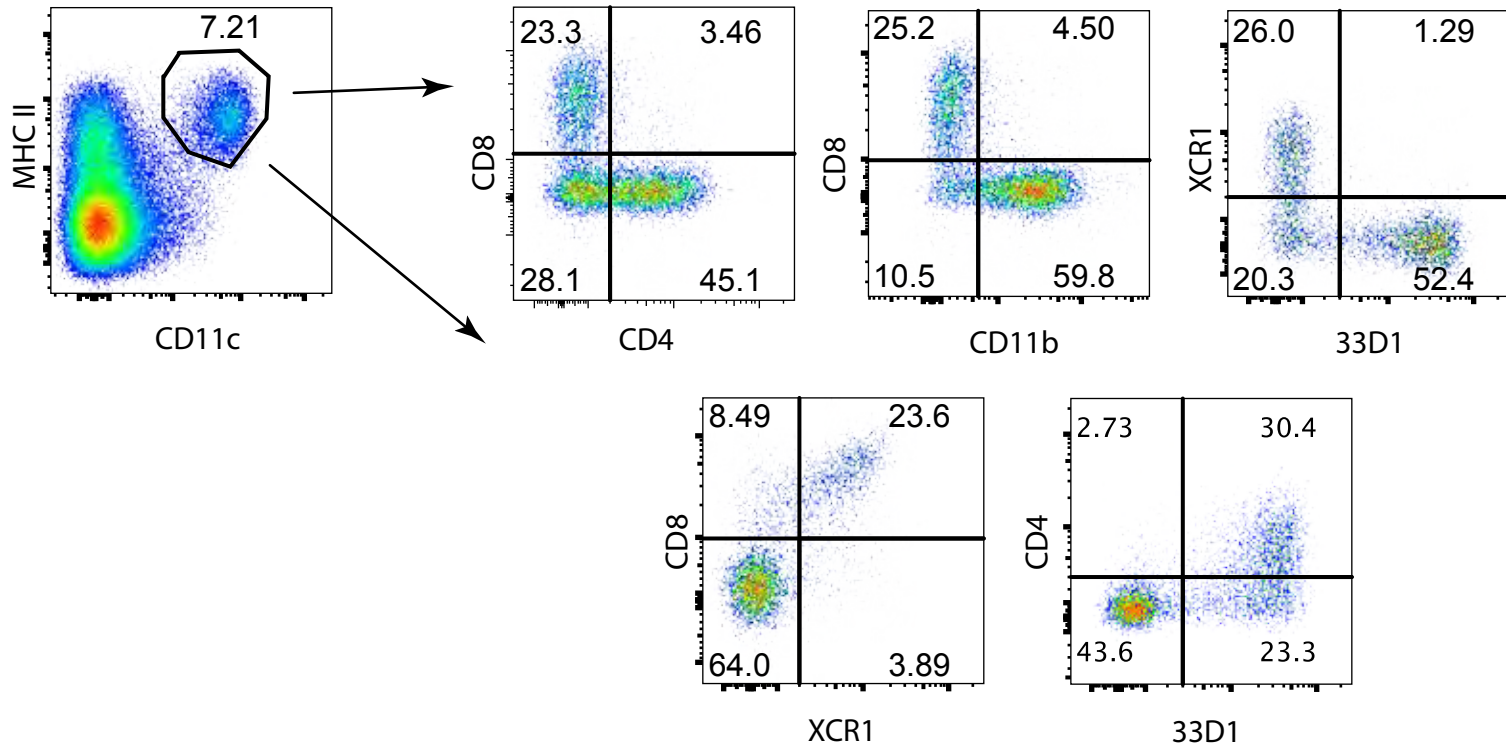 7.21
MHC II
CD11c
23.3 3.46
CD8
28.1 45.1
CD4
25.2 4.50
CD8
10.5 59.8
CD11b
26.0 1.29
XCR1
20.3 52.4
33D1
8.49 23.6
CD8
64.0 3.89
XCR1
2.73 30.4
CD4
43.6 23.3
33D1